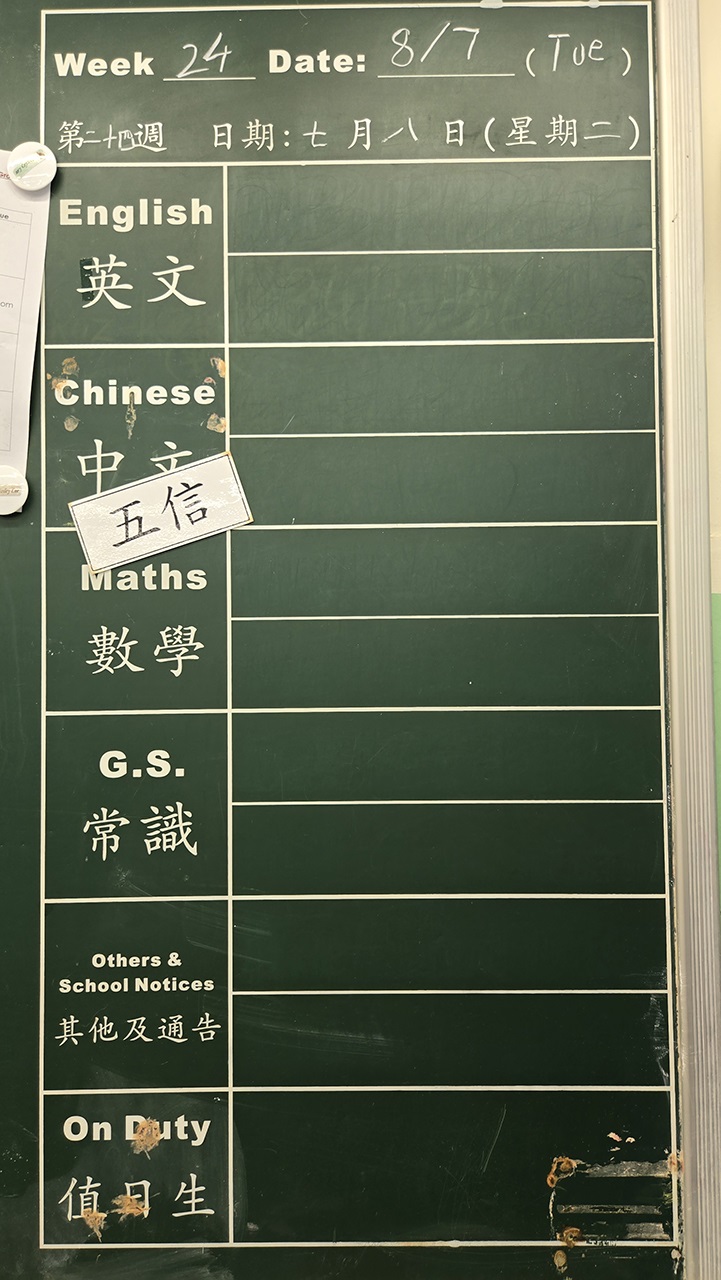 Week 24 Date: 8/7 (Tue)
第二十四週 日期:七月八日(星期二)
English
英文
Chinese
中文
五信
Maths
數學
G.S.
常識
Others &
School Notices
其他及通告
On Duty
值日生